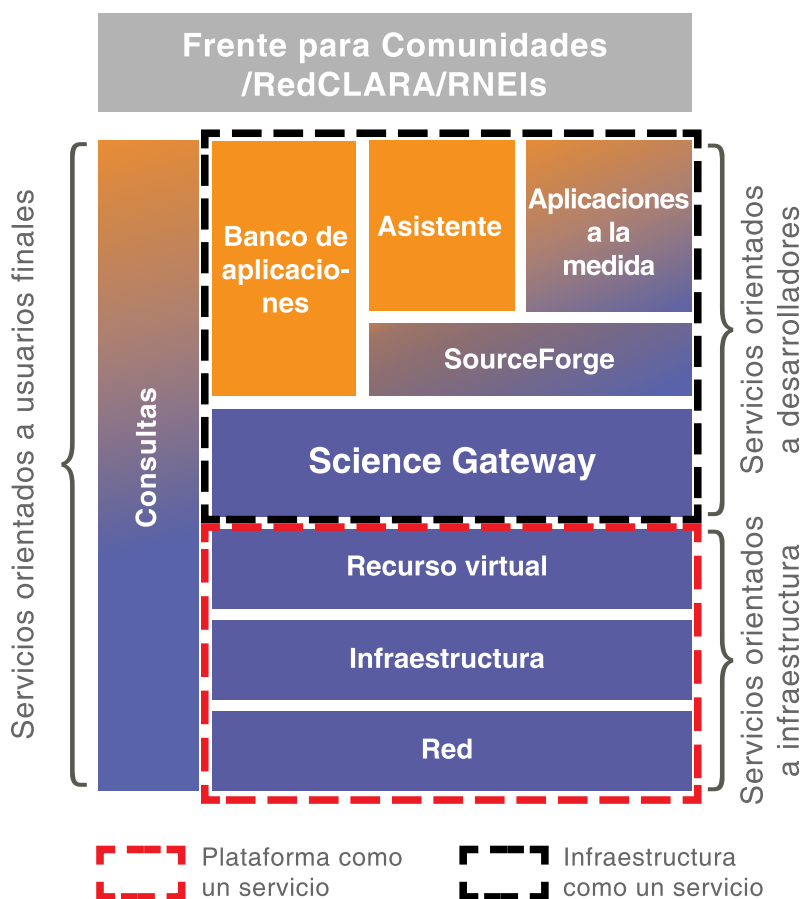 Frente para Comunidades
/RedCLARA/RNEIs
Servicios orientados a usuarios finales
Consultas
Banco de
aplicacio-
nes
Asistente
Aplicaciones
a la
medida
SourceForge
Science Gateway
Servicios orientados
a desarrolladores
Recurso virtual
Infraestructura
Red
Servicios orientados
a infraestructura
Plataforma como
un servicio
Infraestructura
como un servicio